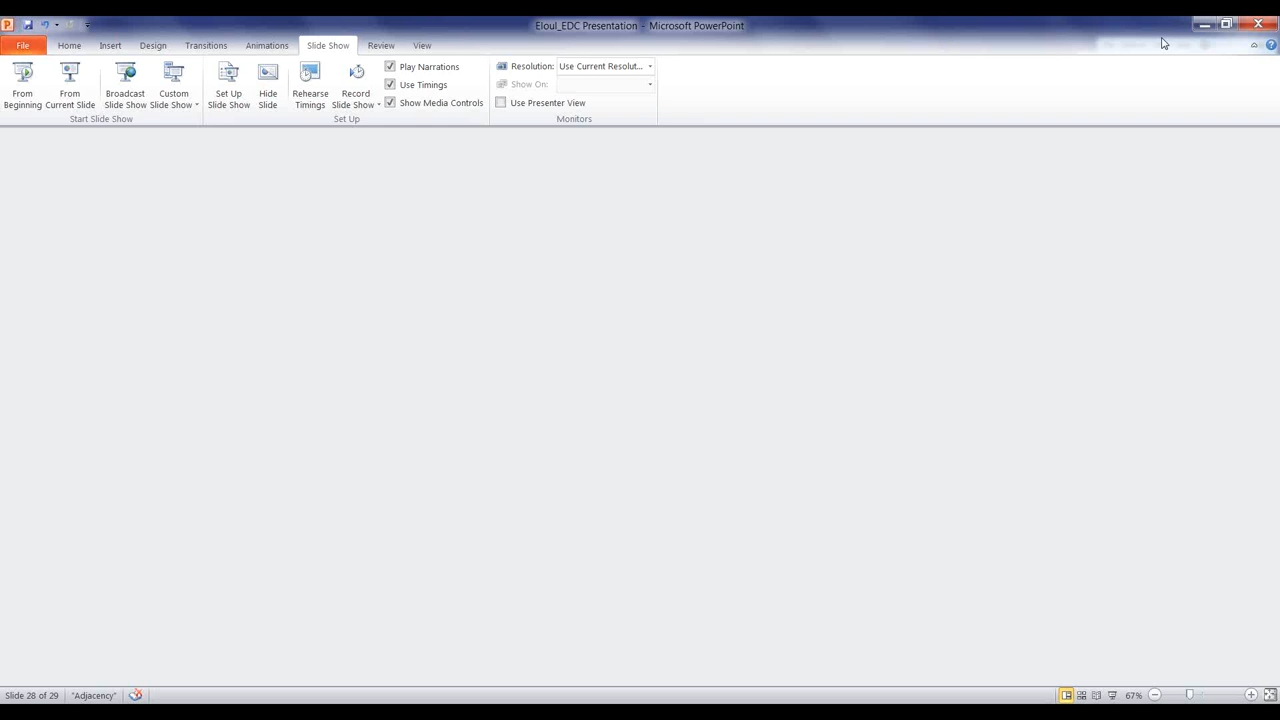 Eloul_EDC Presentation - Microsoft PowerPoint
File Home Insert Design Transitions Animations Slide Show Review View
From Beginning
From Current Slide
Broadcast Slide Show
Custom Slide Show
Start Slide Show
Set Up Slide Show
Hide Slide
Rehearse Timings
Record Slide Show
Play Narrations
Use Timings
Show Media Controls
Set Up
Resolution: Use Current Resolut...
Show On:
Use Presenter View
Monitors
Slide 28 of 29 "Adjacency" 67%